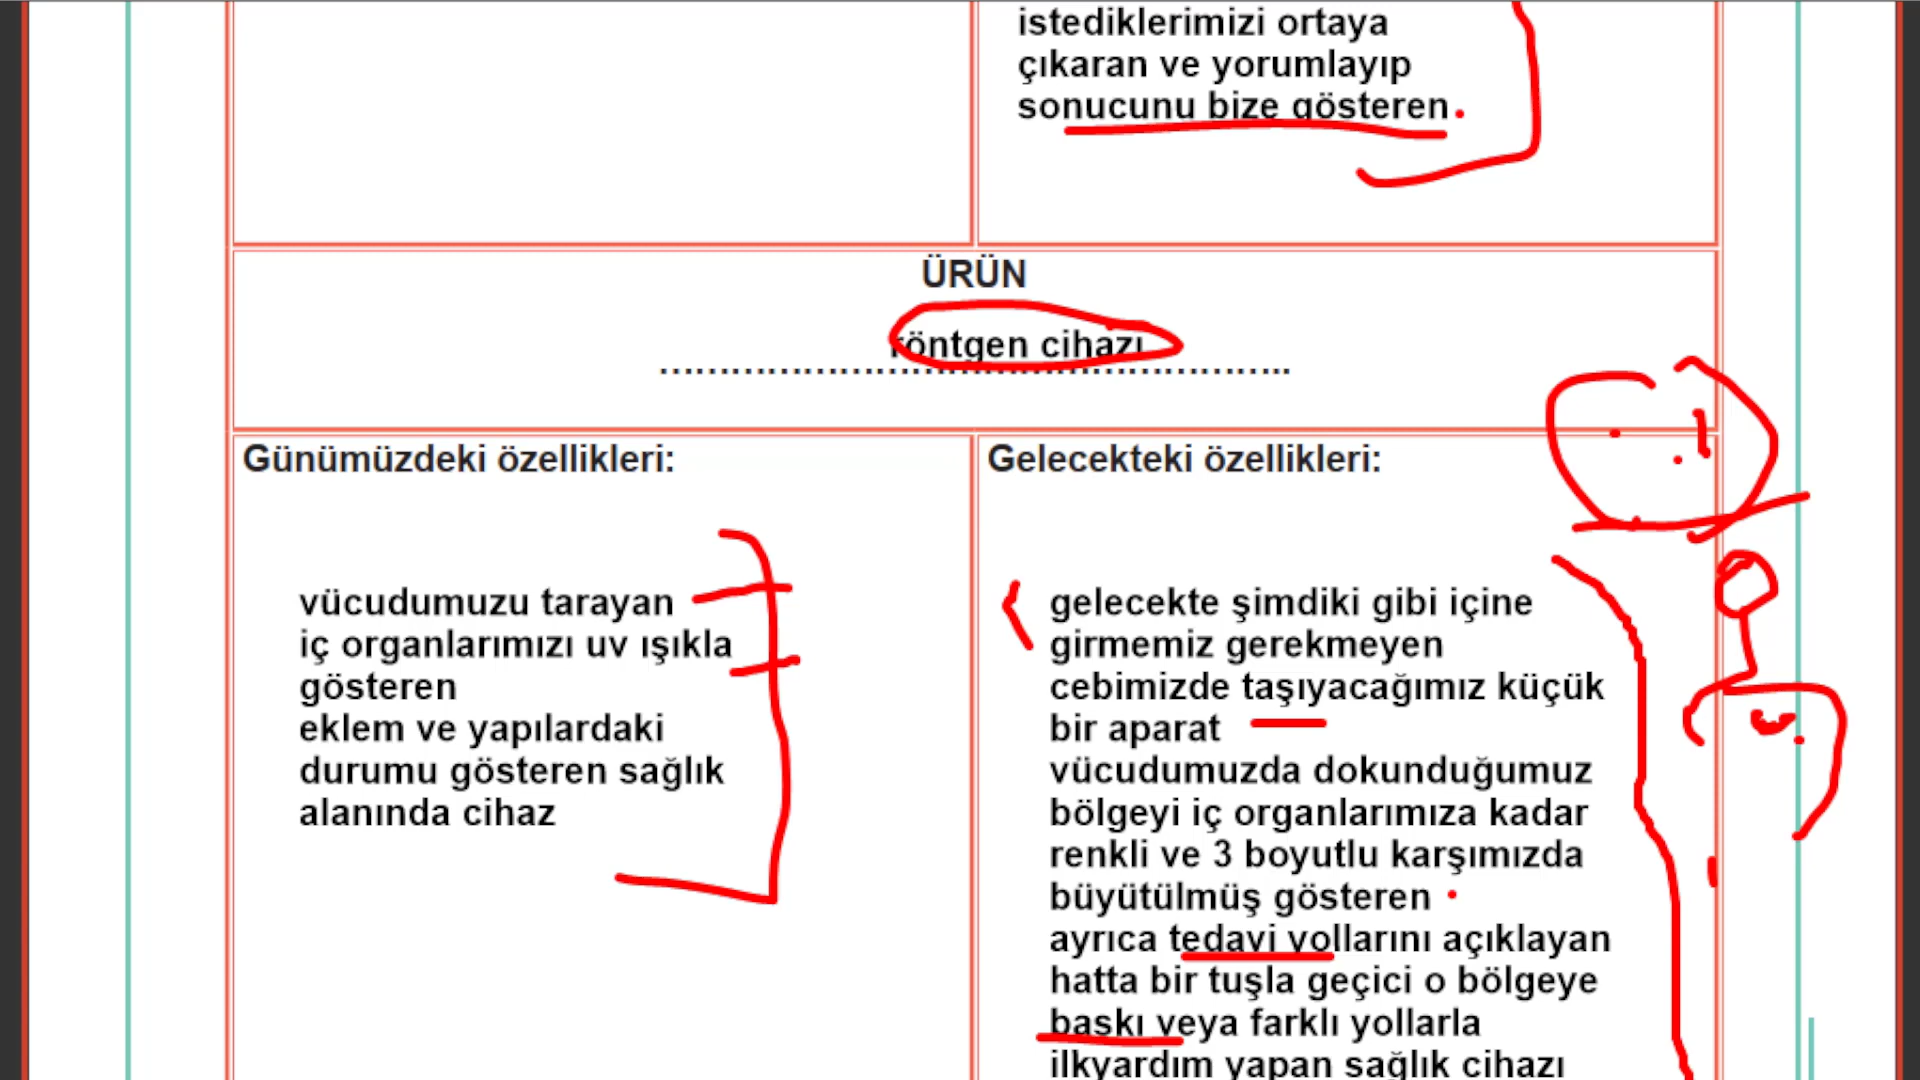 istediklerimizi ortaya
çıkaran ve yorumlayıp
sonucunu bize gösteren
ÜRÜN
röntgen cihazı
Günümüzdeki özellikleri:
vücudumuzu tarayan
iç organlarımızı uv ışıkla
gösteren
eklem ve yapılardaki
durumu gösteren sağlık
alanında cihaz
Gelecekteki özellikleri:
gelecekte şimdiki gibi içine
girmemiz gerekmeyen
cebimizde taşıyacağımız küçük
bir aparat
vücudumuzda dokunduğumuz
bölgeyi iç organlarımıza kadar
renkli ve 3 boyutlu karşımızda
büyütülmüş gösteren
ayrıca tedavi yollarını açıklayan
hatta bir tuşla geçici o bölgeye
baskı veya farklı yollarla
ilkyardım yapan sağlık cihazı